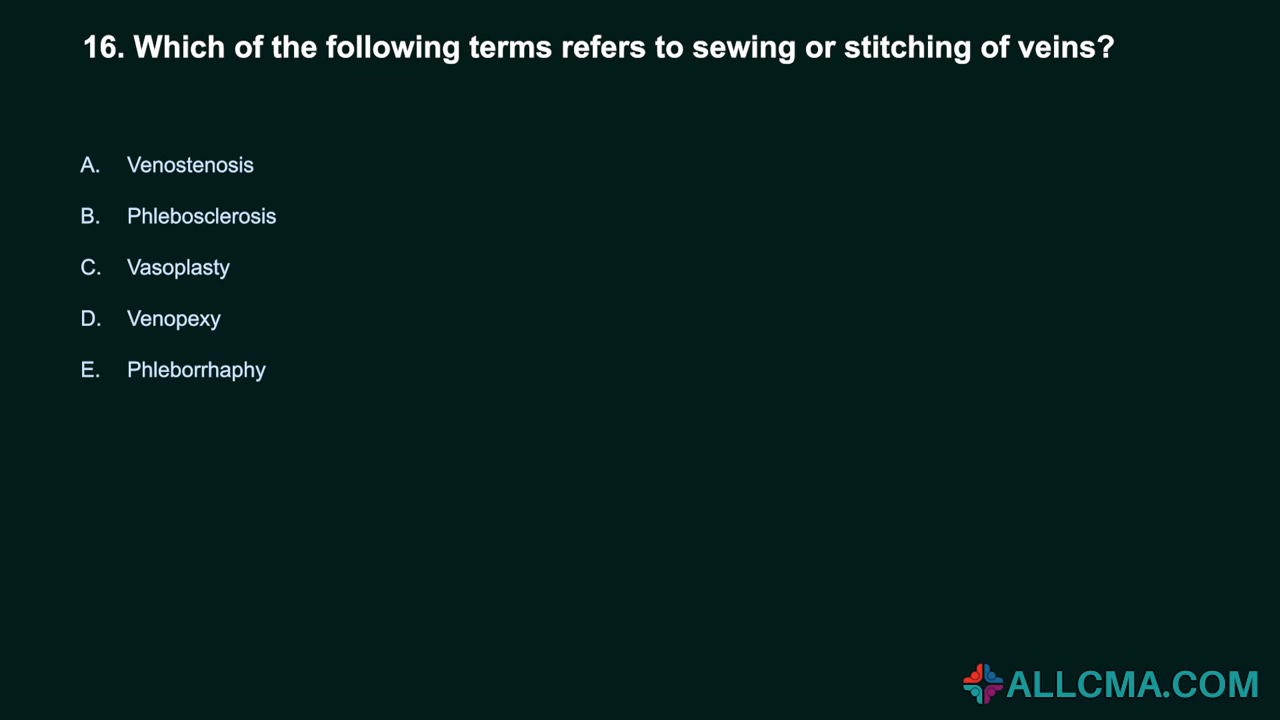 16. Which of the following terms refers to sewing or stitching of veins?
A. Venostenosis
B. Phlebosclerosis
C. Vasoplasty
D. Venopexy
E. Phleborrhaphy
ALLCMA.COM